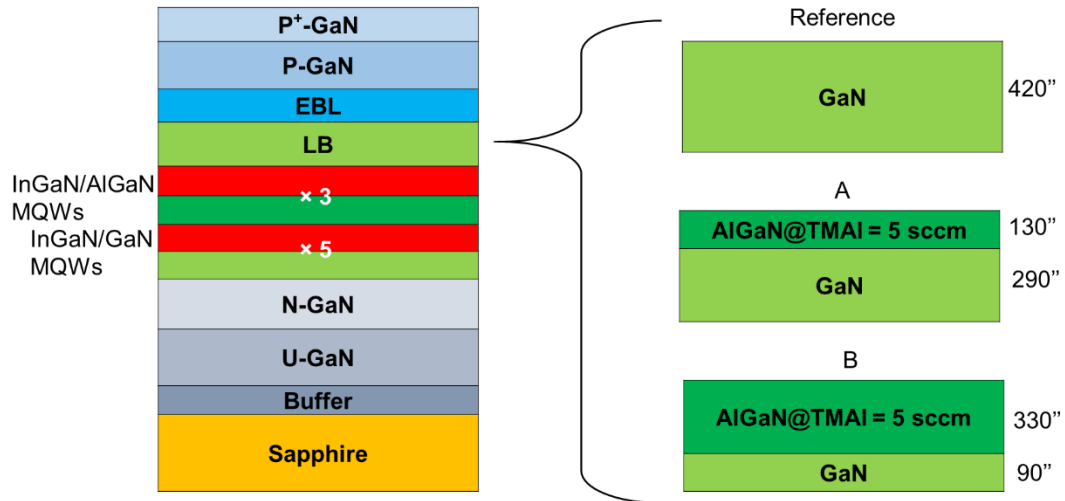 P⁺-GaN
P-GaN
EBL
LB
InGaN/AlGaN
MQWs
× 3
InGaN/GaN
MQWs
× 5
N-GaN
U-GaN
Buffer
Sapphire
Reference
GaN
420”
A
AlGaN@TMAl = 5 sccm
130”
GaN
290”
B
AlGaN@TMAl = 5 sccm
330”
GaN
90”